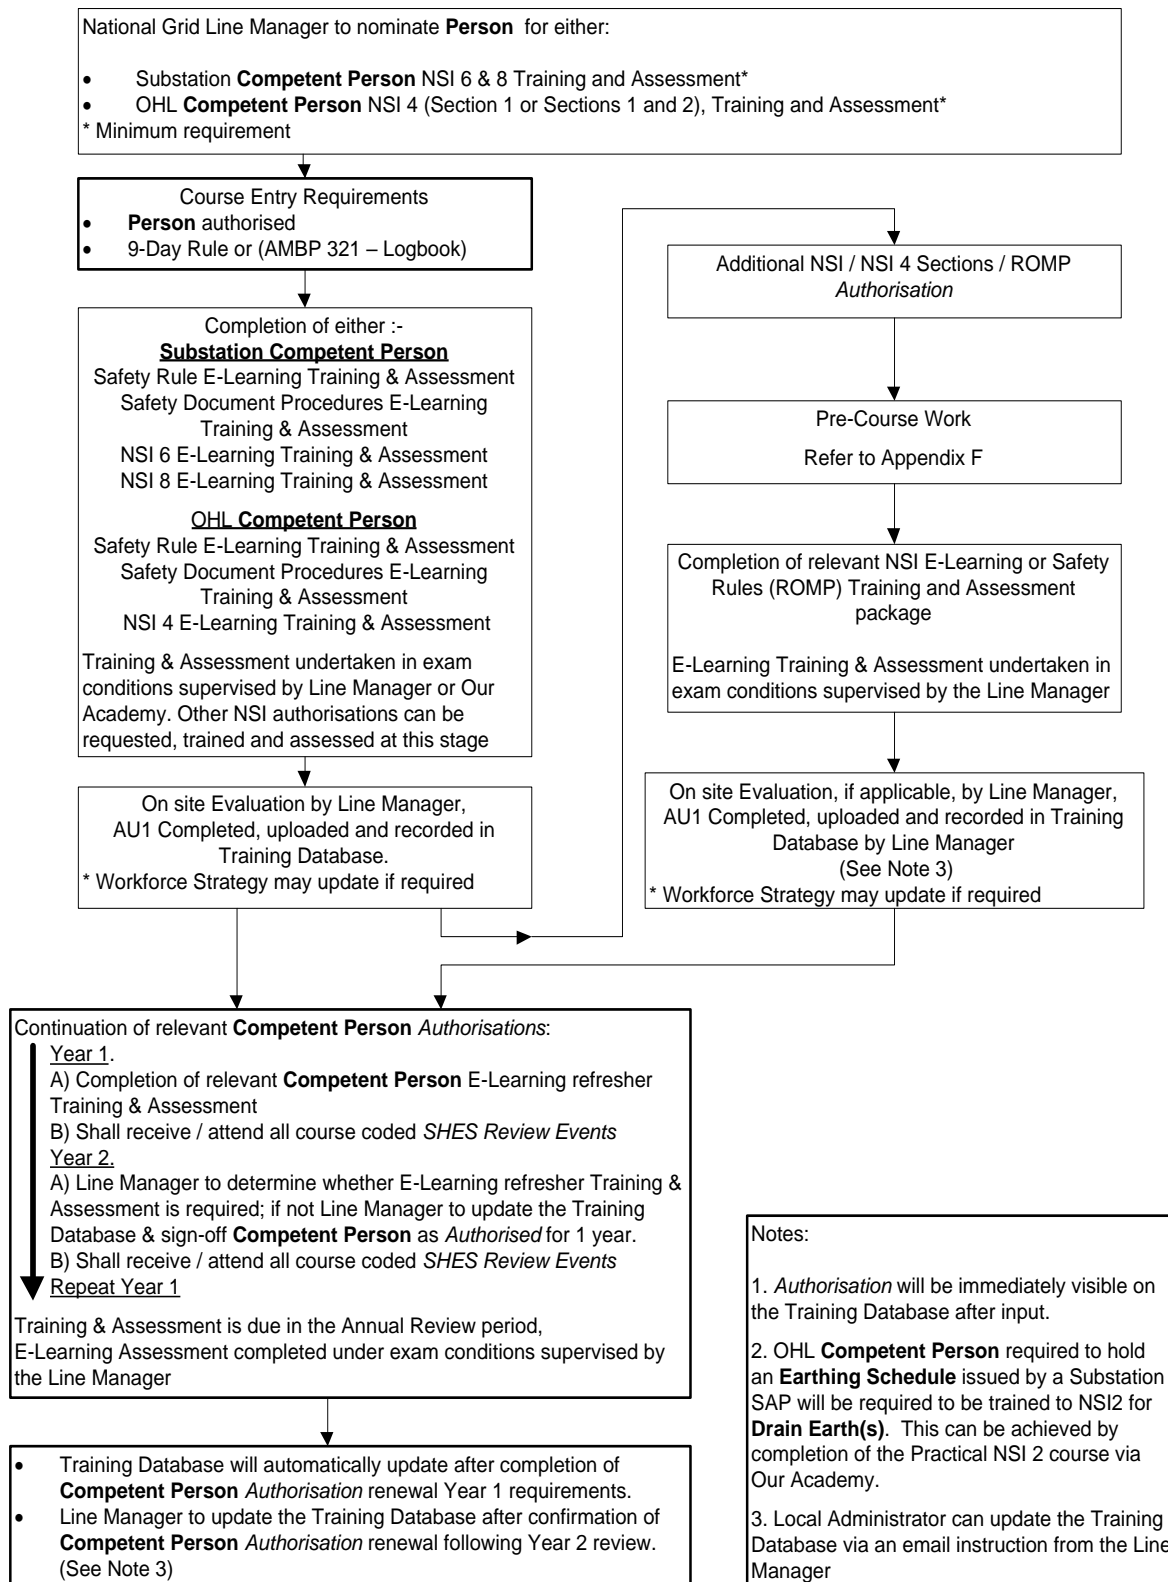 National Grid Line Manager to nominate Person for either:
• Substation Competent Person NSI 6 & 8 Training and Assessment*
• OHL Competent Person NSI 4 (Section 1 or Sections 1 and 2), Training and Assessment*
* Minimum requirement
Course Entry Requirements
• Person authorised
• 9-Day Rule or (AMBP 321 – Logbook)
Completion of either :-
Substation Competent Person
Safety Rule E-Learning Training & Assessment
Safety Document Procedures E-Learning
Training & Assessment
NSI 6 E-Learning Training & Assessment
NSI 8 E-Learning Training & Assessment
OHL Competent Person
Safety Rule E-Learning Training & Assessment
Safety Document Procedures E-Learning
Training & Assessment
NSI 4 E-Learning Training & Assessment
Training & Assessment undertaken in exam
conditions supervised by Line Manager or Our
Academy. Other NSI authorisations can be
requested, trained and assessed at this stage
On site Evaluation by Line Manager,
AU1 Completed, uploaded and recorded in
Training Database.
* Workforce Strategy may update if required
Additional NSI / NSI 4 Sections / ROMP
Authorisation
Pre-Course Work
Refer to Appendix F
Completion of relevant NSI E-Learning or Safety
Rules (ROMP) Training and Assessment
package
E-Learning Training & Assessment undertaken in
exam conditions supervised by the Line Manager
On site Evaluation, if applicable, by Line Manager,
AU1 Completed, uploaded and recorded in Training
Database by Line Manager
(See Note 3)
* Workforce Strategy may update if required
Continuation of relevant Competent Person Authorisations:
Year 1.
A) Completion of relevant Competent Person E-Learning refresher
Training & Assessment
B) Shall receive / attend all course coded SHES Review Events
Year 2.
A) Line Manager to determine whether E-Learning refresher Training &
Assessment is required; if not Line Manager to update the Training
Database & sign-off Competent Person as Authorised for 1 year.
B) Shall receive / attend all course coded SHES Review Events
Repeat Year 1
Training & Assessment is due in the Annual Review period,
E-Learning Assessment completed under exam conditions supervised by
the Line Manager
• Training Database will automatically update after completion of
Competent Person Authorisation renewal Year 1 requirements.
• Line Manager to update the Training Database after confirmation of
Competent Person Authorisation renewal following Year 2 review.
(See Note 3)
Notes:
1. Authorisation will be immediately visible on
the Training Database after input.
2. OHL Competent Person required to hold
an Earthing Schedule issued by a Substation
SAP will be required to be trained to NSI2 for
Drain Earth(s). This can be achieved by
completion of the Practical NSI 2 course via
Our Academy.
3. Local Administrator can update the Training
Database via an email instruction from the Line
Manager